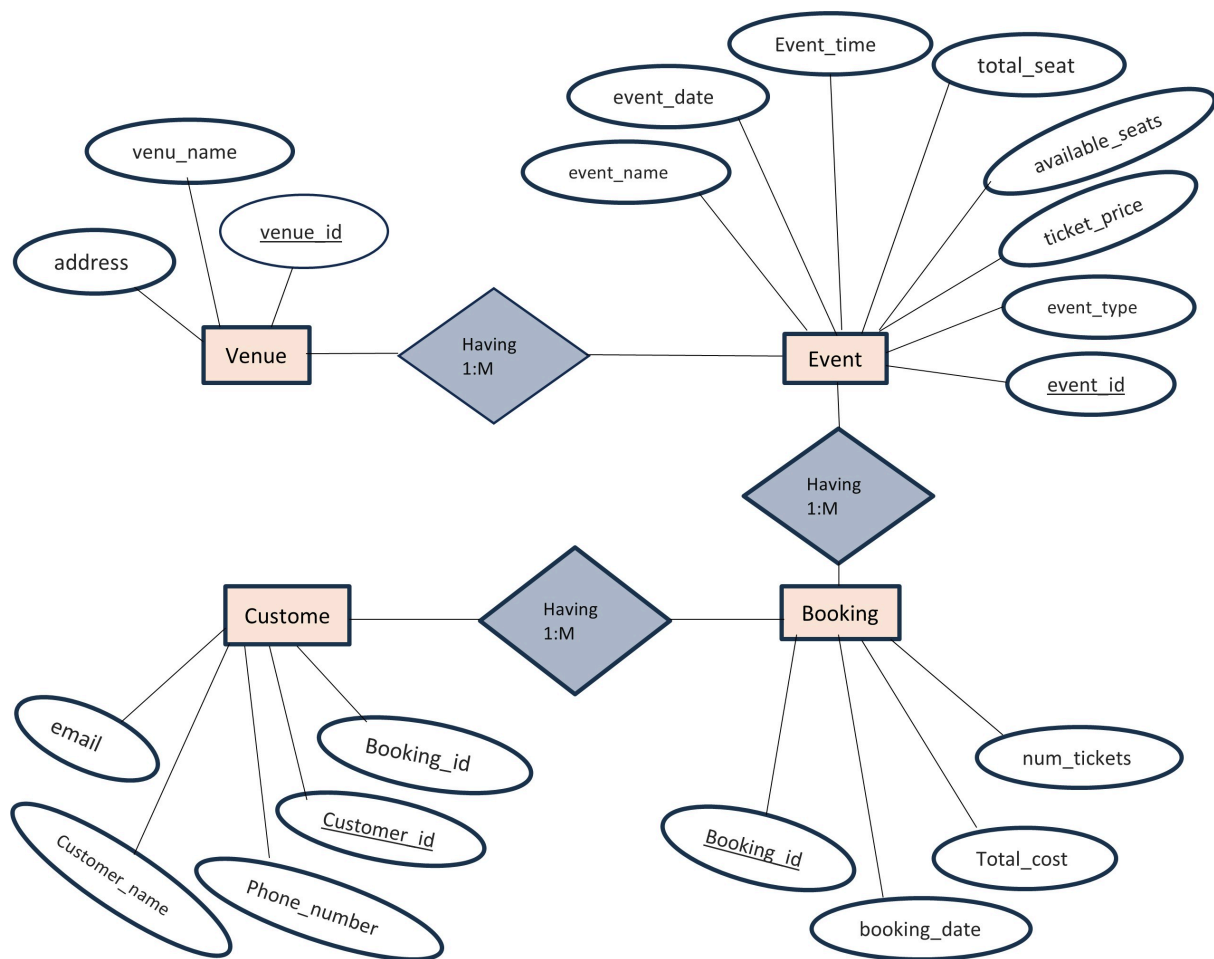 Event_time
total_seat
event_date
available_seats
venu_name
event_name
ticket_price
venue_id
address
event_type
Having
1:M
Venue
Event
event_id
Having
1:M
Custome
Having
1:M
Booking
email
Booking_id
num_tickets
Customer_id
Booking_id
Total_cost
Customer_name
Phone_number
booking_date